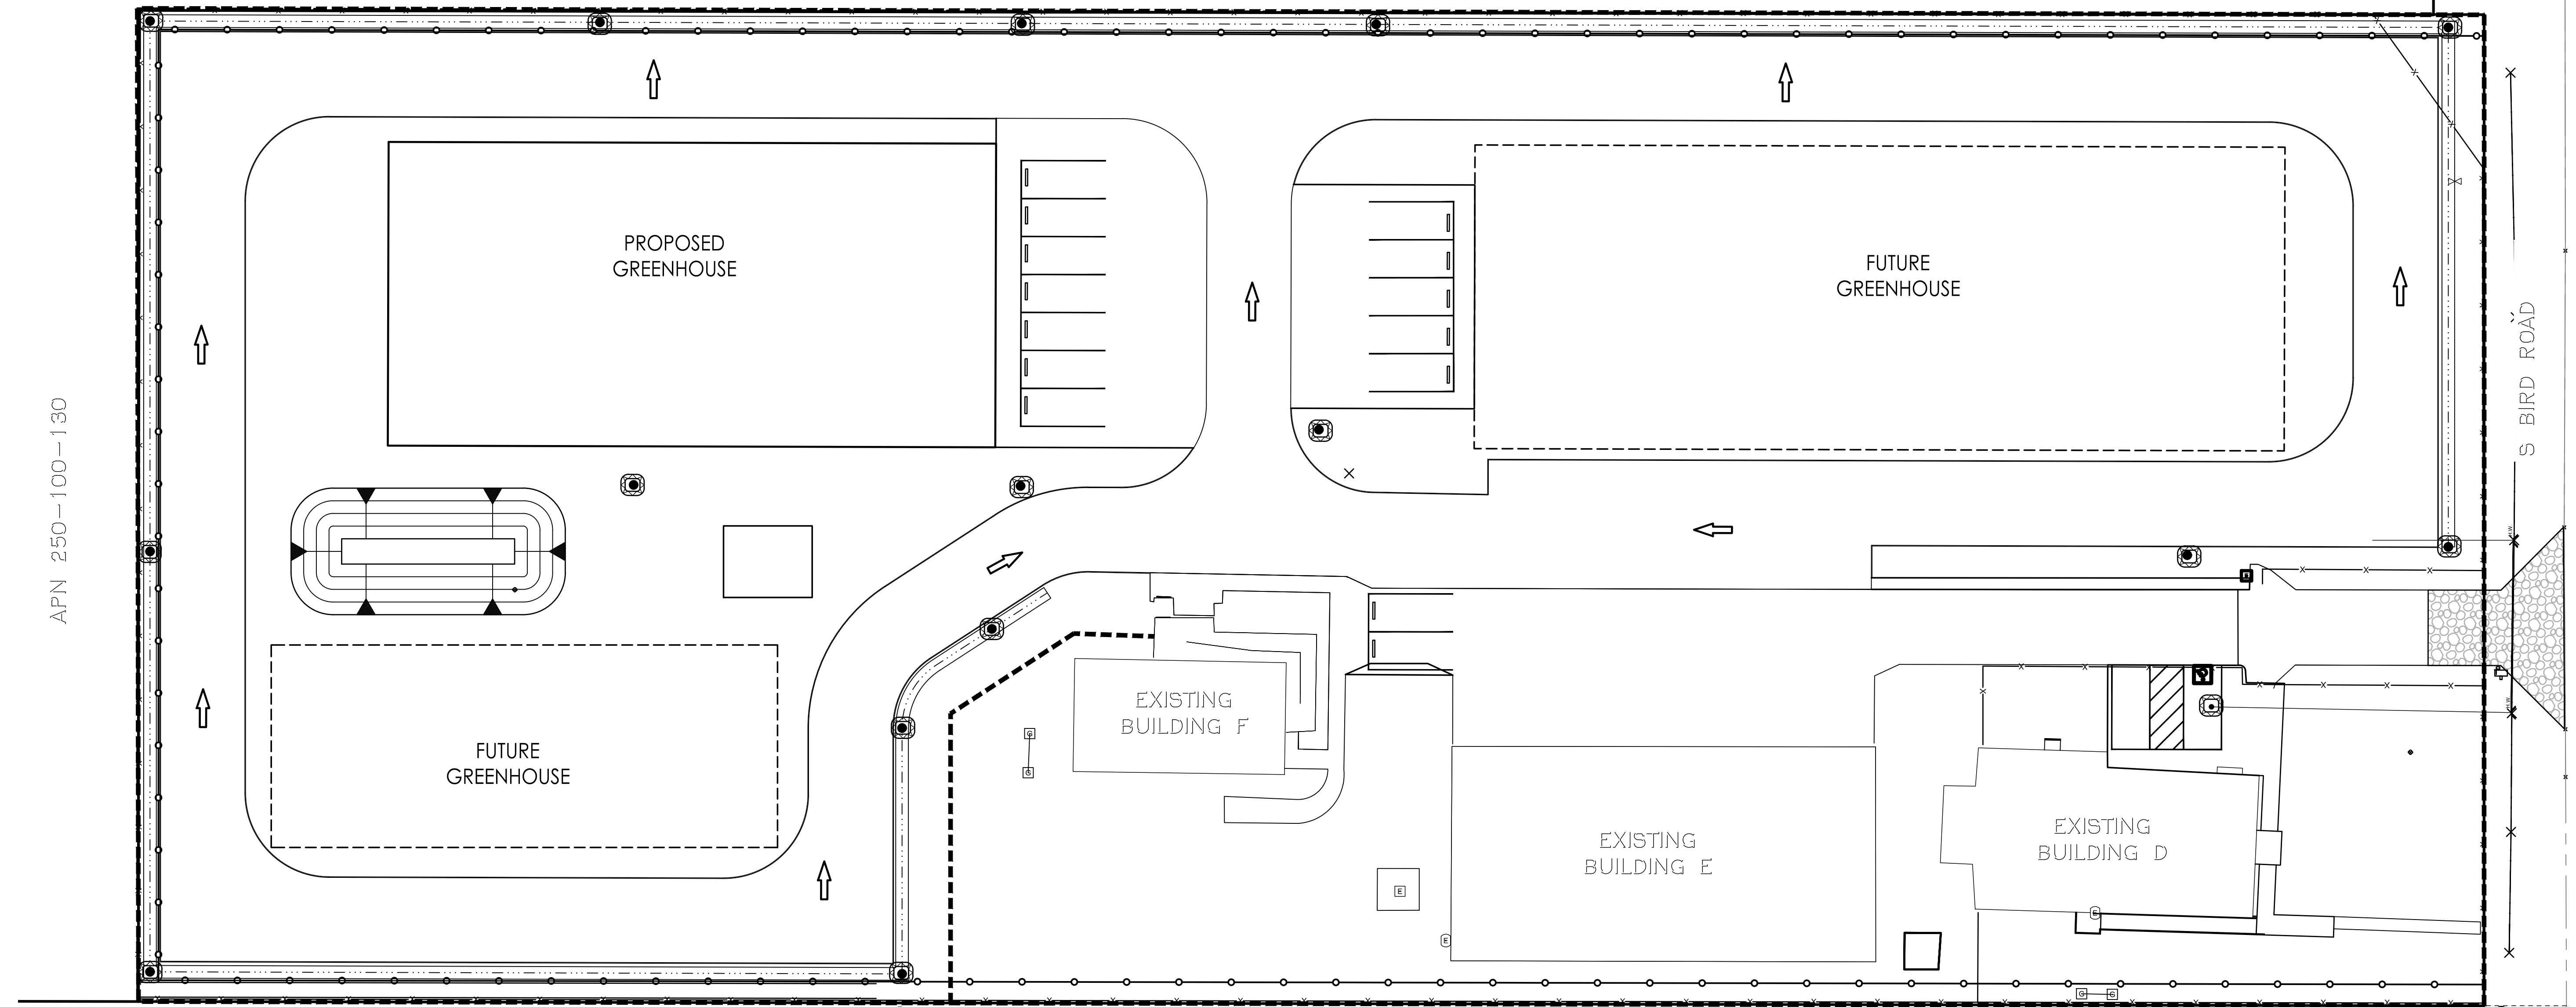 PROPOSED
GREENHOUSE
FUTURE
GREENHOUSE
S BIRD ROAD
APN 250-100-130
EXISTING
BUILDING F
FUTURE
GREENHOUSE
EXISTING
BUILDING E
EXISTING
BUILDING D
G
G
E
E
E